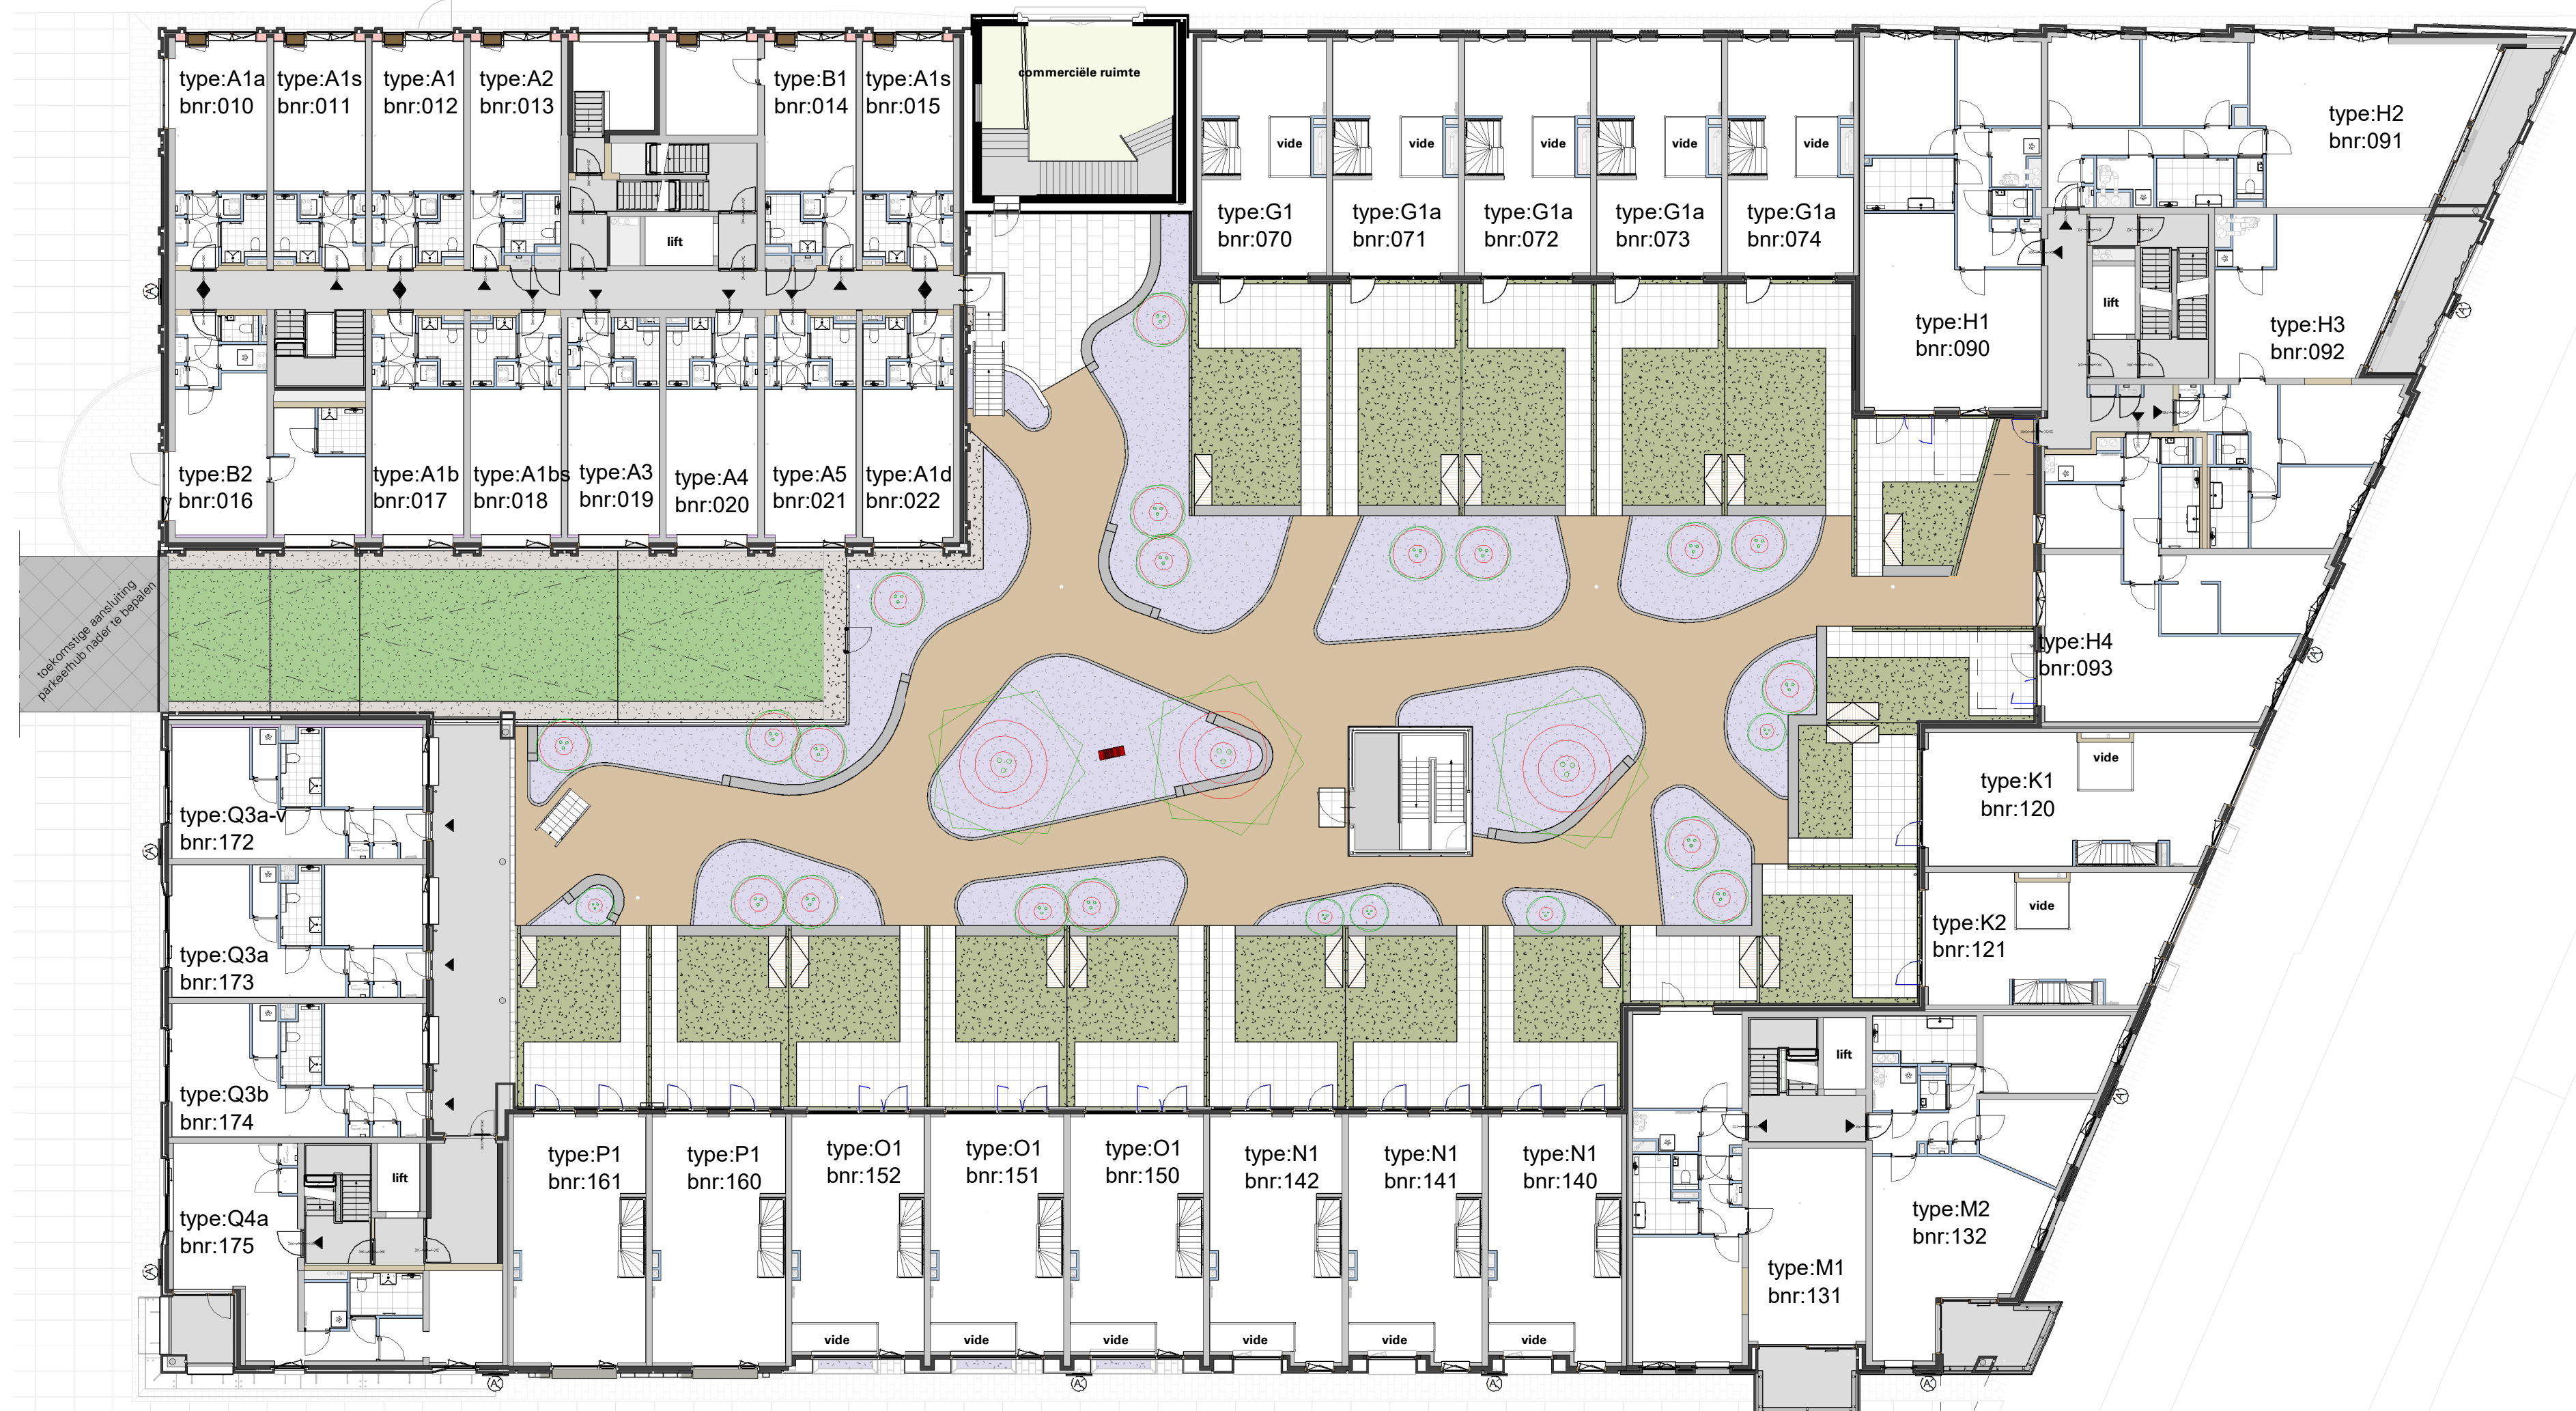 type:A1a
bnr:010
type:A1s
bnr:011
type:A1
bnr:012
type:A2
bnr:013
type:B1
bnr:014
type:A1s
bnr:015
commerciële ruimte
lift
type:B2
bnr:016
type:A1b
bnr:017
type:A1bs
bnr:018
type:A3
bnr:019
type:A4
bnr:020
type:A5
bnr:021
type:A1d
bnr:022
vide
vide
vide
vide
vide
type:G1
bnr:070
type:G1a
bnr:071
type:G1a
bnr:072
type:G1a
bnr:073
type:G1a
bnr:074
type:H2
bnr:091
type:H1
bnr:090
lift
type:H3
bnr:092
type:H4
bnr:093
toekomstige aansluiting
parkeerhub nader te bepalen
type:K1
bnr:120
vide
type:K2
bnr:121
vide
type:Q3a-v
bnr:172
type:Q3a
bnr:173
type:Q3b
bnr:174
type:Q4a
bnr:175
lift
type:P1
bnr:161
type:P1
bnr:160
type:O1
bnr:152
type:O1
bnr:151
type:O1
bnr:150
type:N1
bnr:142
type:N1
bnr:141
type:N1
bnr:140
vide
vide
vide
vide
vide
vide
lift
type:M1
bnr:131
type:M2
bnr:132
A
A
A
A
A
A
A
A
A
A